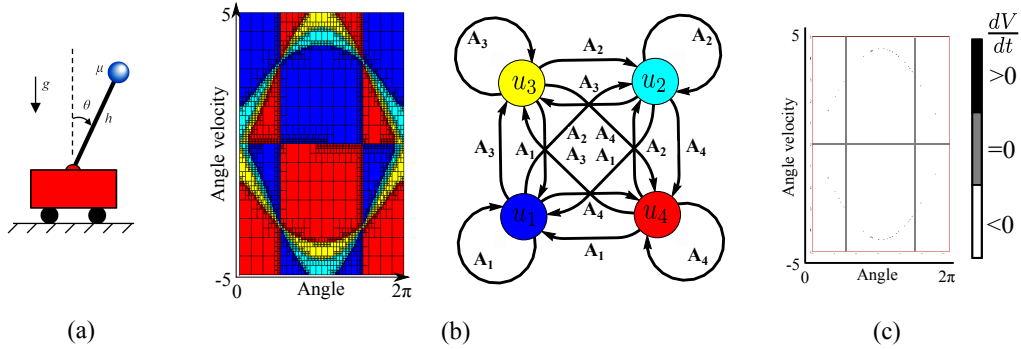 g
μ
θ
h
(a)
5
Angle velocity
-5
0
Angle
2π
A₃
A₂
A₂
u₃
u₂
A₃
A₃
A₁
A₂
A₃
A₄
A₁
A₂
A₄
u₁
u₄
A₄
A₁
A₁
A₄
(b)
5
Angle velocity
-5
0
Angle
2π
dV
dt
>0
=0
<0
(c)